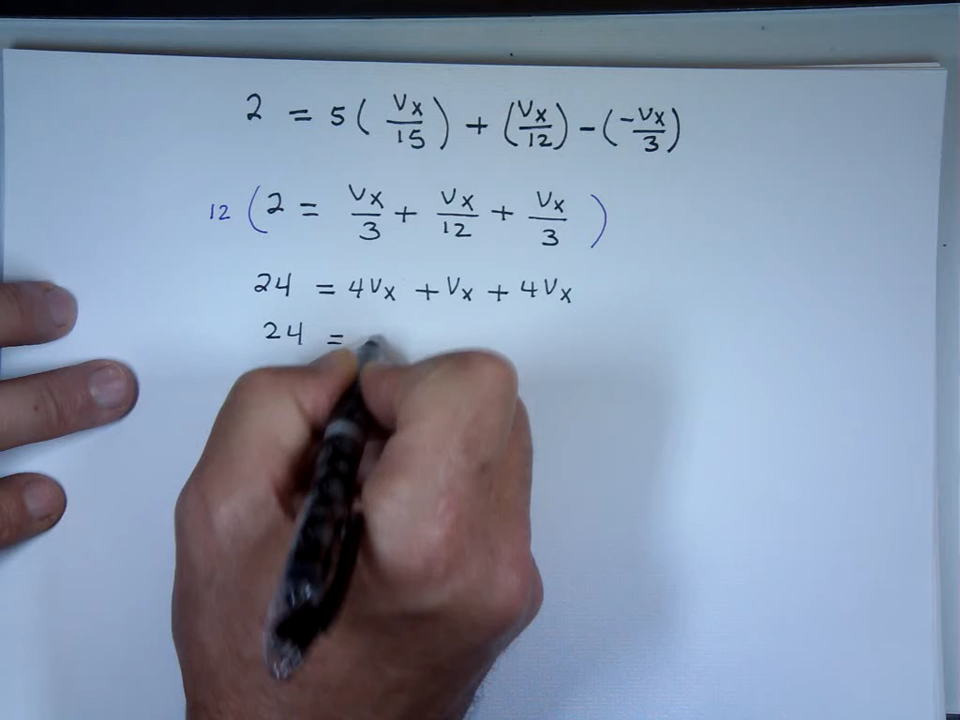 2 = 5(Vx/15) + (Vx/12) - (-Vx/3)
12 (2 = Vx/3 + Vx/12 + Vx/3)
24 = 4Vx + Vx + 4Vx
24 =